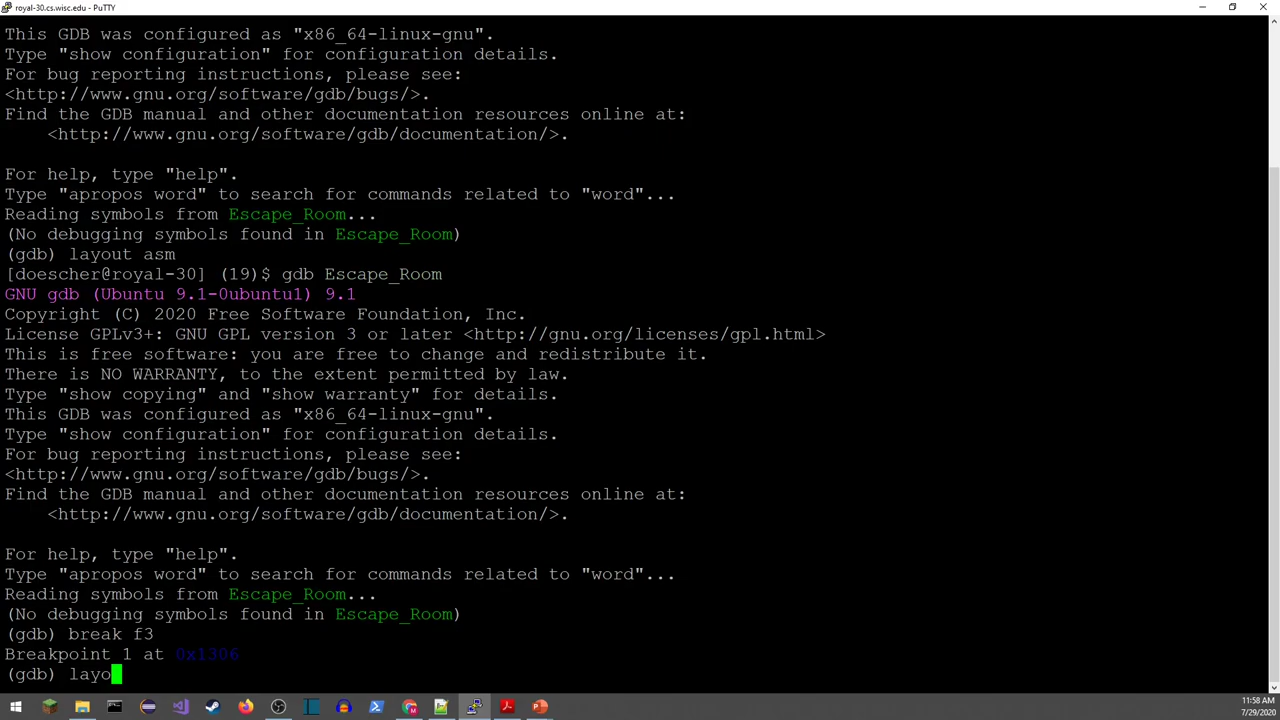 royal-30.cs.wisc.edu - PuTTY
This GDB was configured as "x86_64-linux-gnu".
Type "show configuration" for configuration details.
For bug reporting instructions, please see:
<http://www.gnu.org/software/gdb/bugs/>.
Find the GDB manual and other documentation resources online at:
    <http://www.gnu.org/software/gdb/documentation/>.
For help, type "help".
Type "apropos word" to search for commands related to "word"...
Reading symbols from Escape_Room...
(No debugging symbols found in Escape_Room)
(gdb) layout asm
[doescher@royal-30] (19)$ gdb Escape_Room
GNU gdb (Ubuntu 9.1-0ubuntu1) 9.1
Copyright (C) 2020 Free Software Foundation, Inc.
License GPLv3+: GNU GPL version 3 or later <http://gnu.org/licenses/gpl.html>
This is free software: you are free to change and redistribute it.
There is NO WARRANTY, to the extent permitted by law.
Type "show copying" and "show warranty" for details.
This GDB was configured as "x86_64-linux-gnu".
Type "show configuration" for configuration details.
For bug reporting instructions, please see:
<http://www.gnu.org/software/gdb/bugs/>.
Find the GDB manual and other documentation resources online at:
    <http://www.gnu.org/software/gdb/documentation/>.
For help, type "help".
Type "apropos word" to search for commands related to "word"...
Reading symbols from Escape_Room...
(No debugging symbols found in Escape_Room)
(gdb) break f3
Breakpoint 1 at 0x1306
(gdb) layo
11:58 AM
7/29/2020